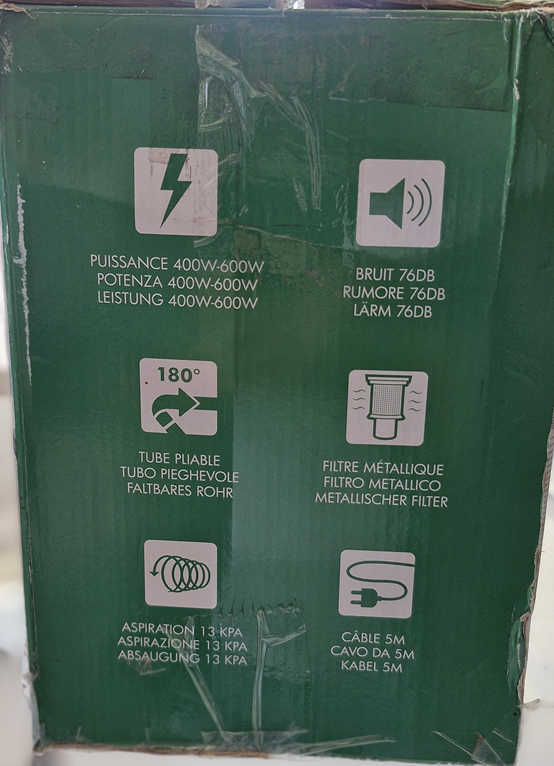 PUISSANCE 400W-600W
POTENZA 400W-600W
LEISTUNG 400W-600W
BRUIT 76DB
RUMORE 76DB
LÄRM 76DB
180°
TUBE PLIABLE
TUBO PIEGHEVOLE
FALTBARES ROHR
FILTRE MÉTALLIQUE
FILTRO METALLICO
METALLISCHER FILTER
ASPIRATION 13 KPA
ASPIRAZIONE 13 KPA
ABSAUGUNG 13 KPA
CÂBLE 5M
CAVO DA 5M
KABEL 5M